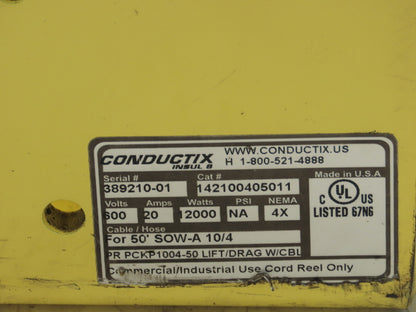 CONDUCTIX
INSUL 8
WWW.CONDUCTIX.US
H 1-800-521-4888
Serial # Cat # Made in U.S.A
389210-01 142100405011
Volts Amps Watts PSI NEMA
600 20 12000 NA 4X
C UL US
LISTED 67N6
Cable / Hose
For 50' SOW-A 10/4
PR PCKP1004-50 LIFT/DRAG W/CBL
Commercial/Industrial Use Cord Reel Only